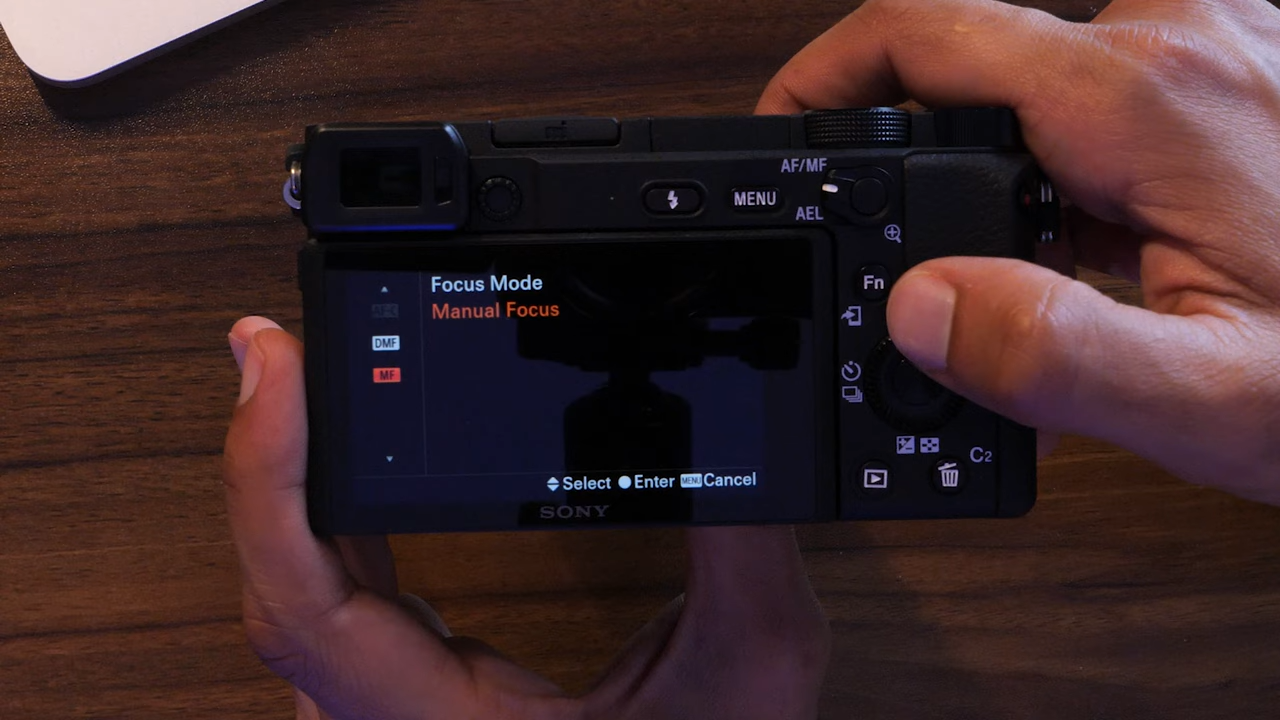 AF/MF
MENU
AEL
Fn
Focus Mode
Manual Focus
DMF
MF
Select Enter MENU Cancel
SONY
C2